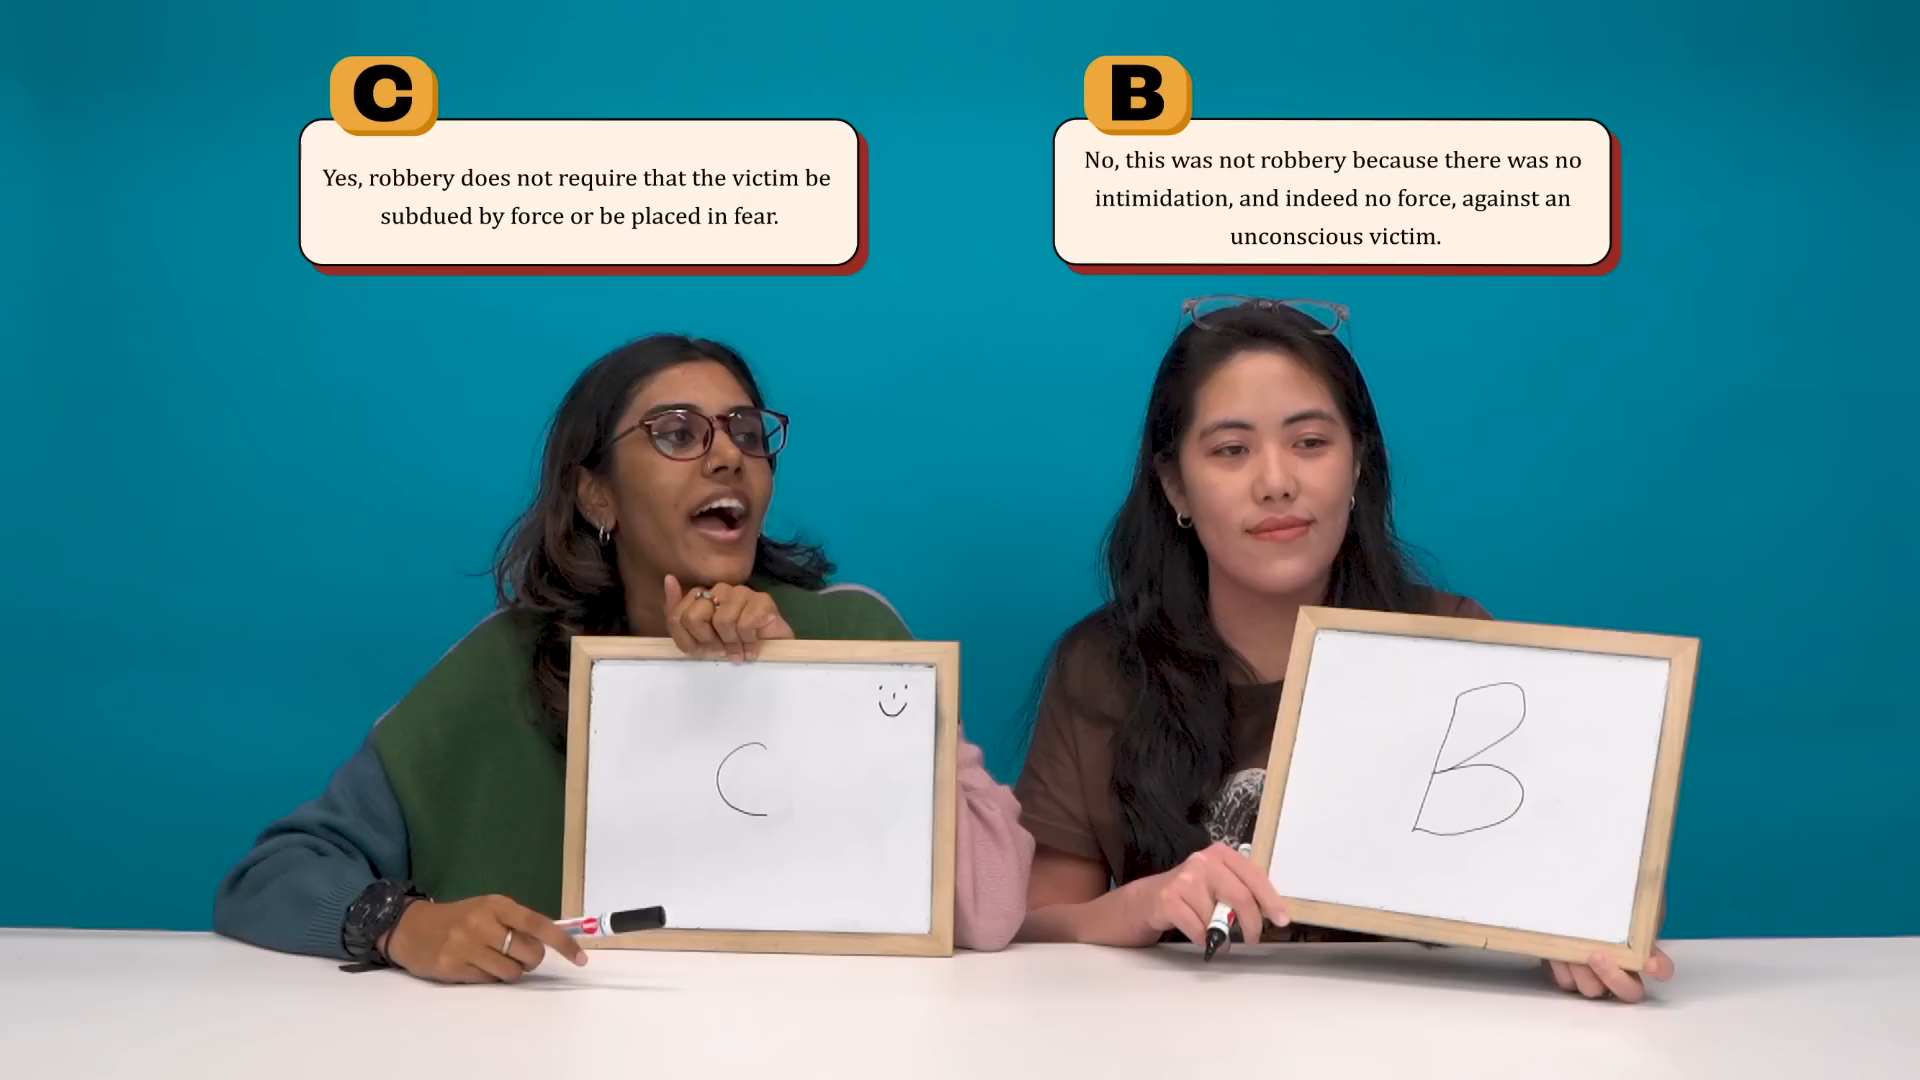 C
Yes, robbery does not require that the victim be
subdued by force or be placed in fear.
B
No, this was not robbery because there was no
intimidation, and indeed no force, against an
unconscious victim.
C
B